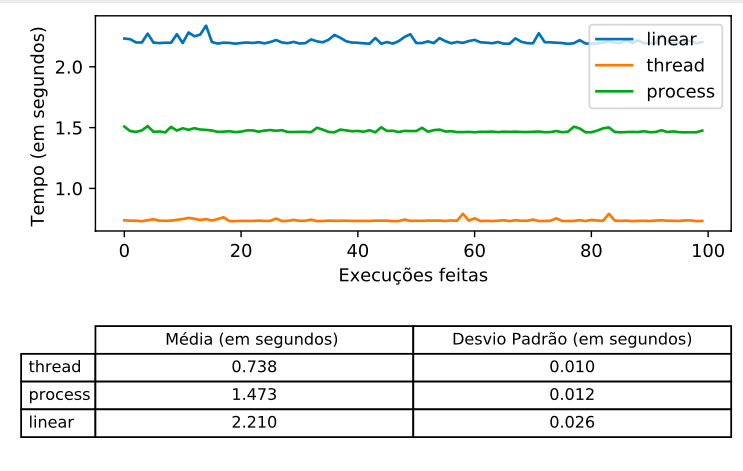 linear
thread
process
Tempo (em segundos)
2.0
1.5
1.0
0 20 40 60 80 100
Execuções feitas
Média (em segundos) Desvio Padrão (em segundos)
thread 0.738 0.010
process 1.473 0.012
linear 2.210 0.026